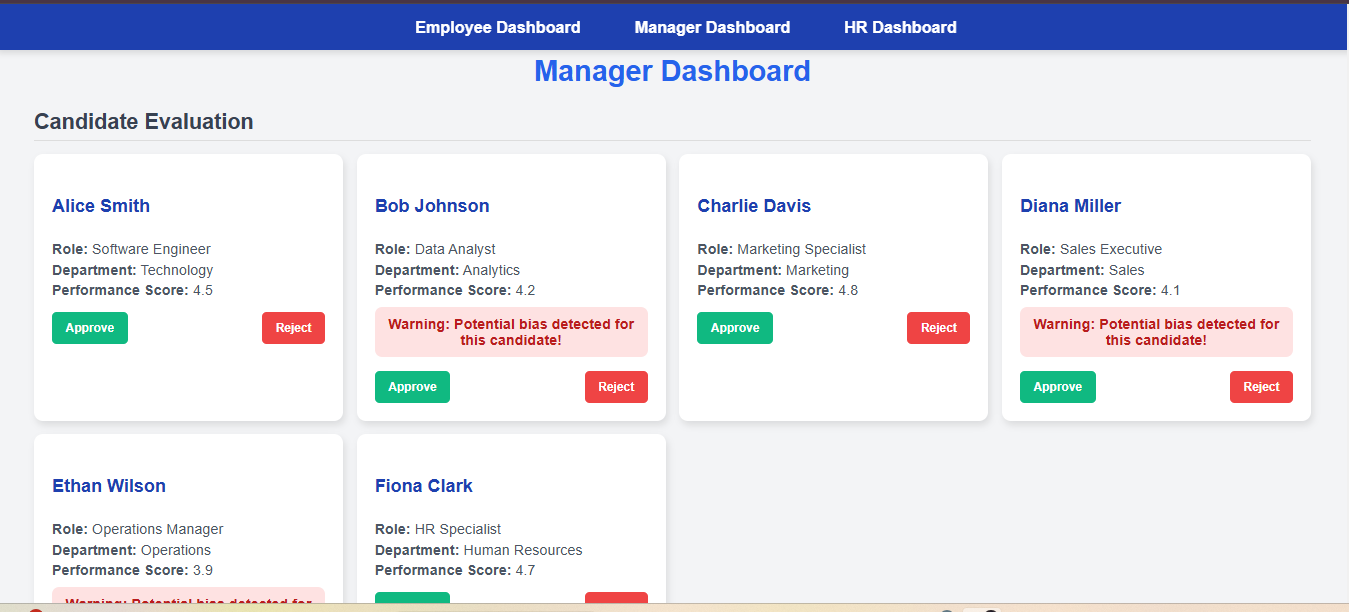 Employee Dashboard Manager Dashboard HR Dashboard
Manager Dashboard
Candidate Evaluation
Alice Smith
Role: Software Engineer
Department: Technology
Performance Score: 4.5
Approve Reject
Bob Johnson
Role: Data Analyst
Department: Analytics
Performance Score: 4.2
Warning: Potential bias detected for
this candidate!
Approve Reject
Charlie Davis
Role: Marketing Specialist
Department: Marketing
Performance Score: 4.8
Approve Reject
Diana Miller
Role: Sales Executive
Department: Sales
Performance Score: 4.1
Warning: Potential bias detected for
this candidate!
Approve Reject
Ethan Wilson
Role: Operations Manager
Department: Operations
Performance Score: 3.9
Warning: Potential bias detected for
Fiona Clark
Role: HR Specialist
Department: Human Resources
Performance Score: 4.7